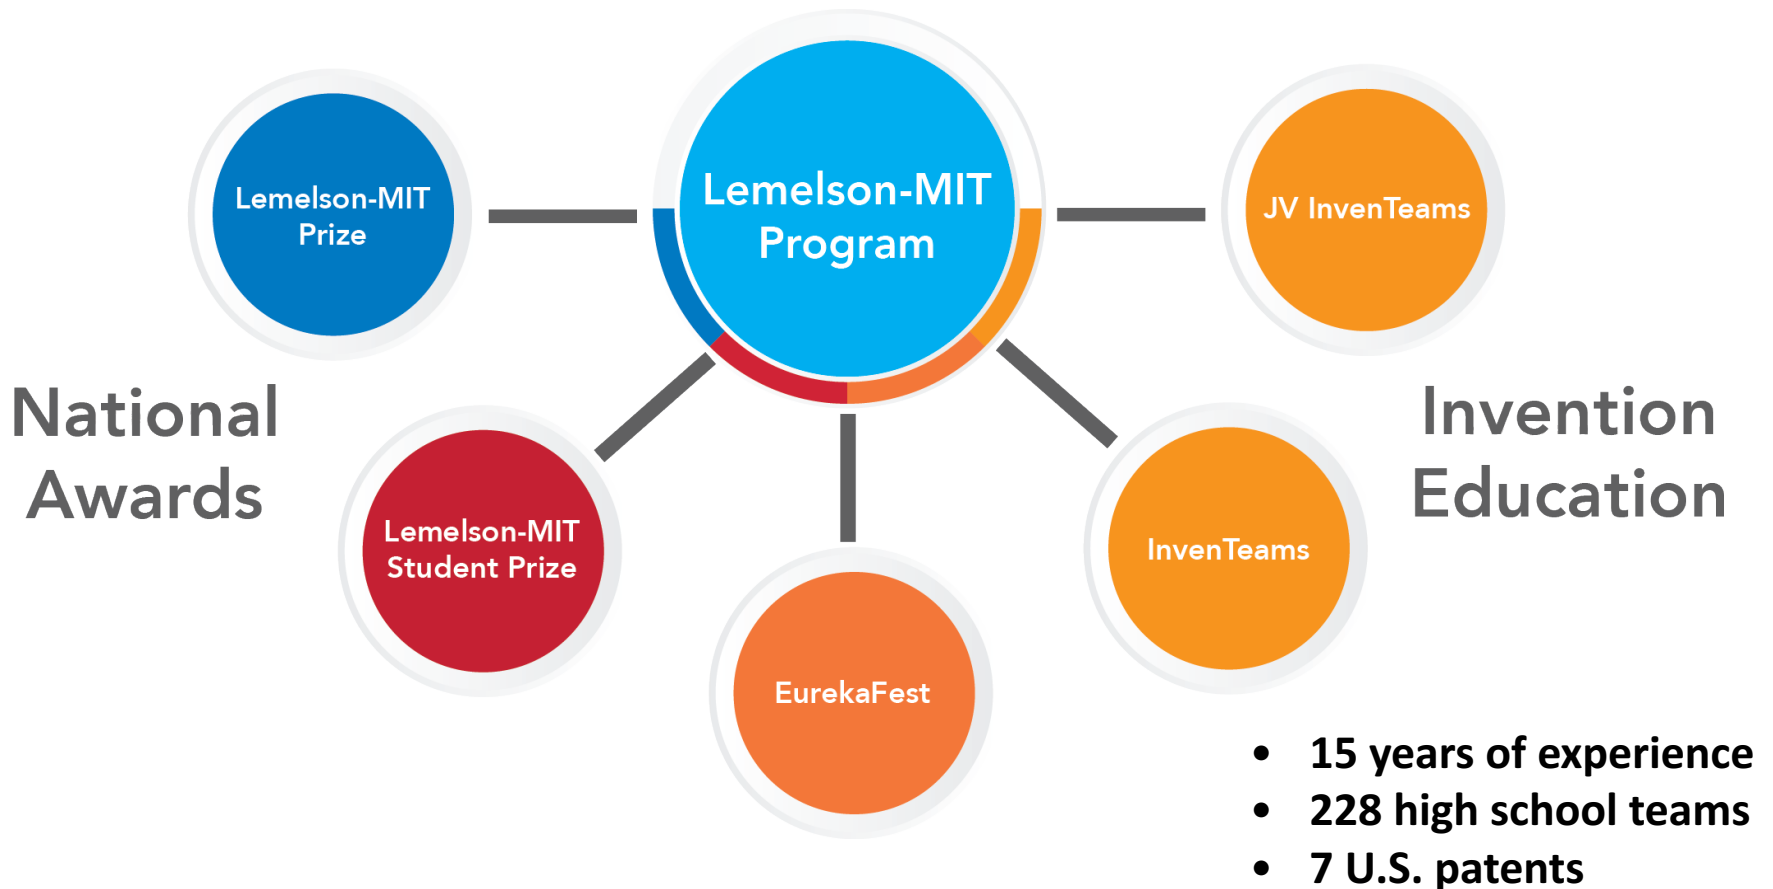 Lemelson-MIT
Prize
Lemelson-MIT
Program
JV InvenTeams
National
Awards
Invention
Education
Lemelson-MIT
Student Prize
InvenTeams
EurekaFest
• 15 years of experience
• 228 high school teams
• 7 U.S. patents